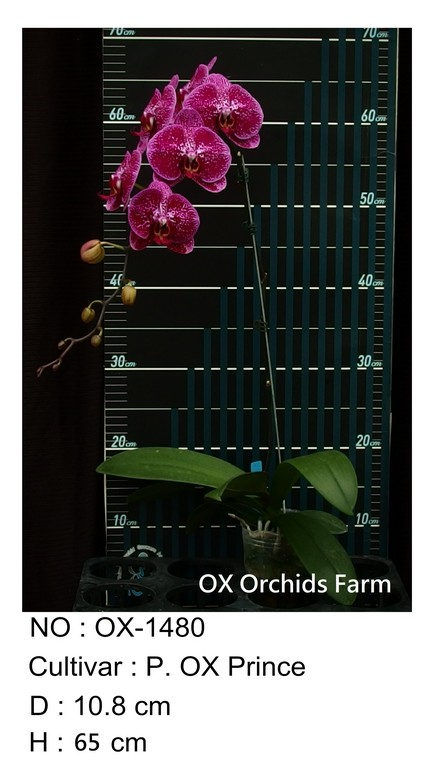 70cm 70cm
60cm 60cm
50cm
40 40cm
30cm 30cm
20cm 20cm
10cm 10cm
OX Orchids Farm
NO : OX-1480
Cultivar : P. OX Prince
D : 10.8 cm
H : 65 cm